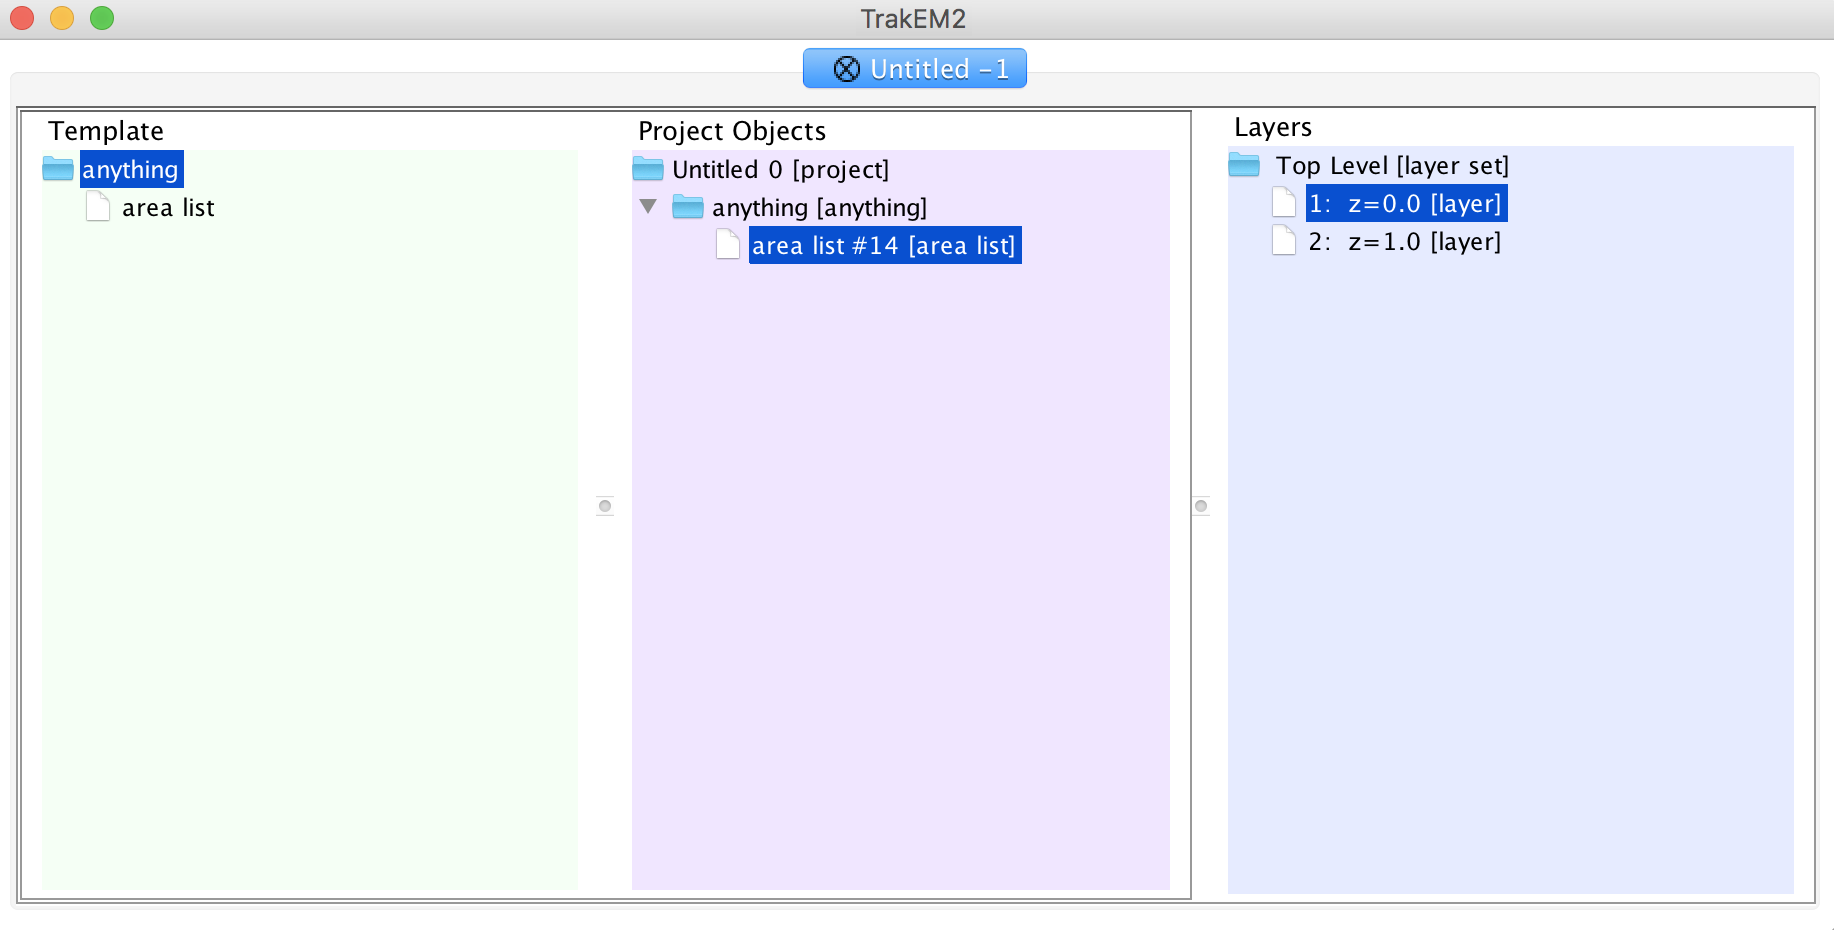 TrakEM2
Untitled -1
Template
anything
area list
Project Objects
Untitled 0 [project]
anything [anything]
area list #14 [area list]
Layers
Top Level [layer set]
1: z=0.0 [layer]
2: z=1.0 [layer]